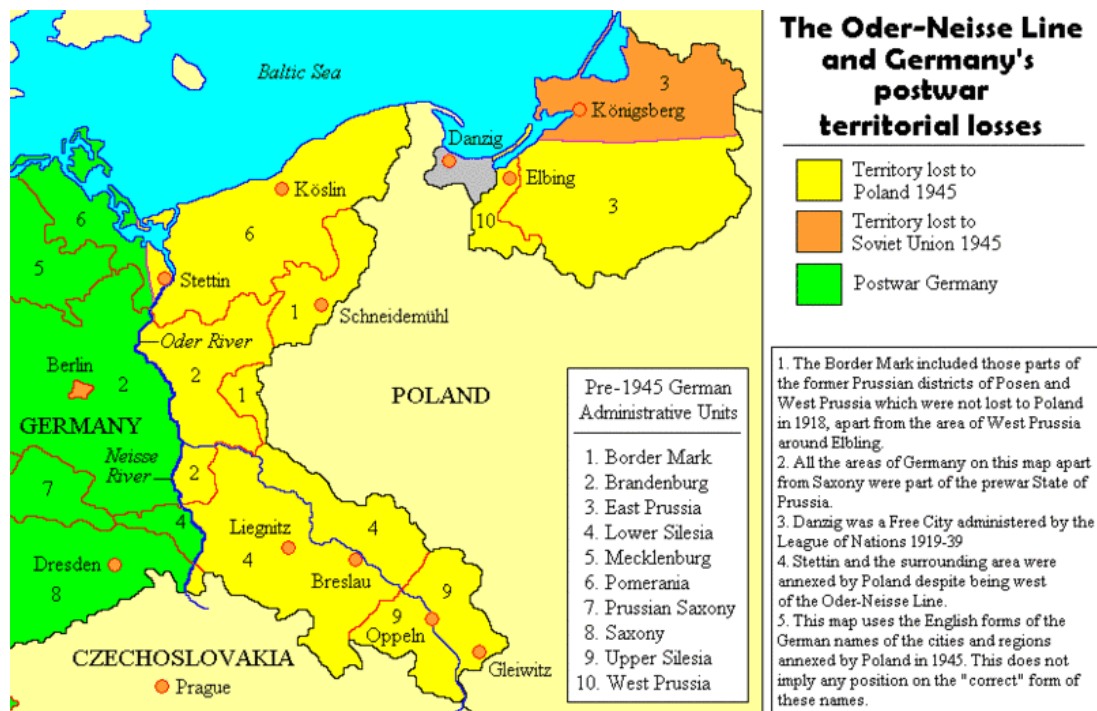 The Oder-Neisse Line
and Germany's
postwar
territorial losses
Territory lost to
Poland 1945
Territory lost to
Soviet Union 1945
Postwar Germany
Baltic Sea
3
Königsberg
Danzig
Elbing
10
3
Köslin
6
6
5
Stettin
1
Schneidemühl
Oder River
Berlin
2
2
1
POLAND
GERMANY
Neisse
River
2
7
4
Liegnitz
4
4
Dresden
8
Breslau
9
9
Oppeln
Gleiwitz
CZECHOSLOVAKIA
Prague
Pre-1945 German
Administrative Units
1. Border Mark
2. Brandenburg
3. East Prussia
4. Lower Silesia
5. Mecklenburg
6. Pomerania
7. Prussian Saxony
8. Saxony
9. Upper Silesia
10. West Prussia
1. The Border Mark included those parts of
the former Prussian districts of Posen and
West Prussia which were not lost to Poland
in 1918, apart from the area of West Prussia
around Elbling.
2. All the areas of Germany on this map apart
from Saxony were part of the prewar State of
Prussia.
3. Danzig was a Free City administered by the
League of Nations 1919-39
4. Stettin and the surrounding area were
annexed by Poland despite being west
of the Oder-Neisse Line.
5. This map uses the English forms of the
German names of the cities and regions
annexed by Poland in 1945. This does not
imply any position on the "correct" form of
these names.